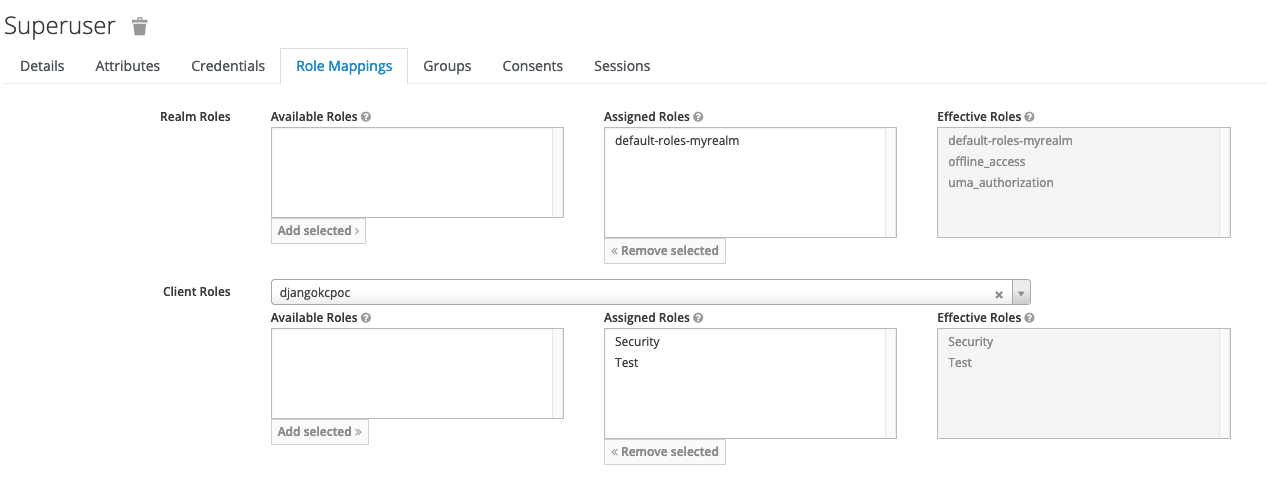 Superuser
Details Attributes Credentials Role Mappings Groups Consents Sessions
Realm Roles Available Roles Assigned Roles Effective Roles
default-roles-myrealm default-roles-myrealm
offline_access
uma_authorization
Add selected ›
« Remove selected
Client Roles djangokcpoc
Available Roles Assigned Roles Effective Roles
Security Security
Test Test
Add selected »
« Remove selected